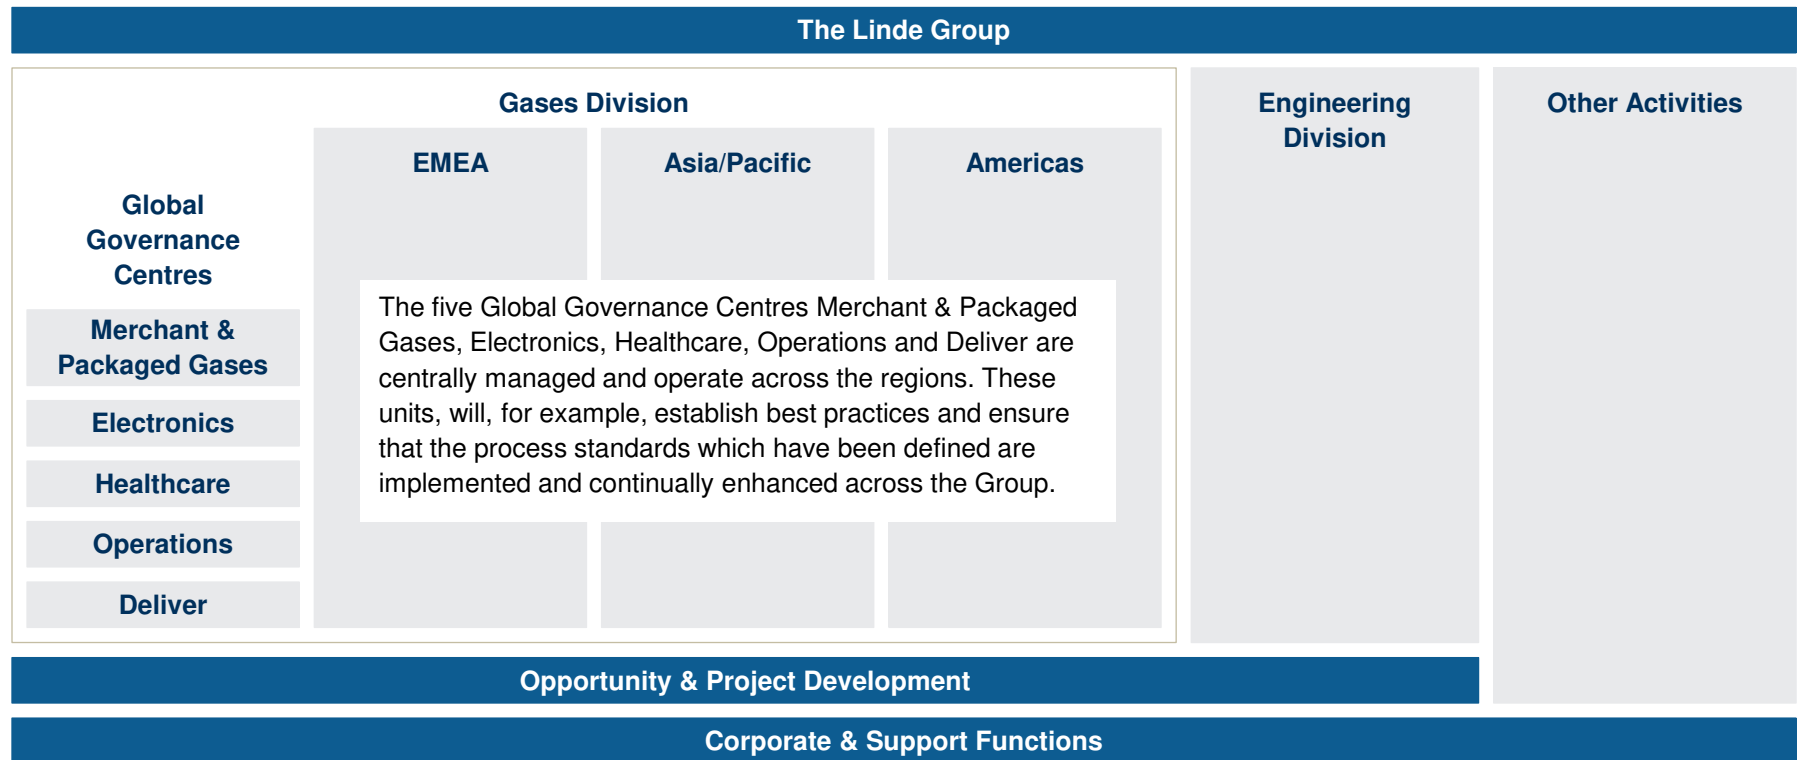 The Linde Group
Gases Division
Engineering
Division
Other Activities
EMEA
Asia/Pacific
Americas
Global
Governance
Centres
Merchant &
Packaged Gases
Electronics
Healthcare
Operations
Deliver
The five Global Governance Centres Merchant & Packaged
Gases, Electronics, Healthcare, Operations and Deliver are
centrally managed and operate across the regions. These
units, will, for example, establish best practices and ensure
that the process standards which have been defined are
implemented and continually enhanced across the Group.
Opportunity & Project Development
Corporate & Support Functions